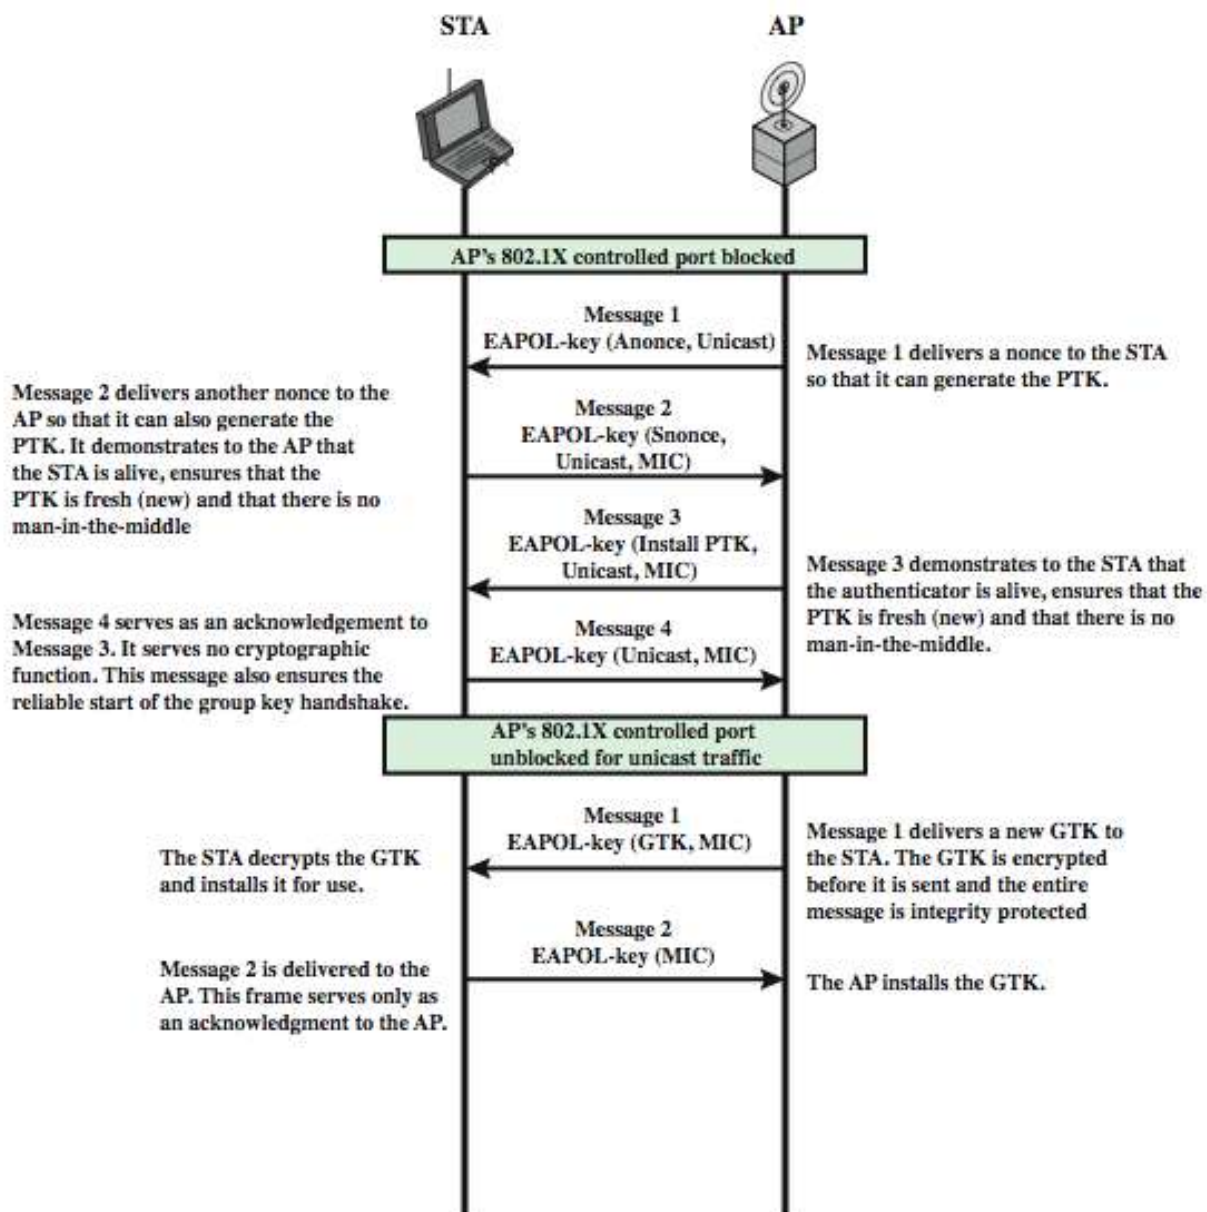 STA
AP
AP's 802.1X controlled port blocked
Message 1
EAPOL-key (Anonce, Unicast)
Message 1 delivers a nonce to the STA
so that it can generate the PTK.
Message 2 delivers another nonce to the
AP so that it can also generate the
PTK. It demonstrates to the AP that
the STA is alive, ensures that the
PTK is fresh (new) and that there is no
man-in-the-middle
Message 2
EAPOL-key (Snonce,
Unicast, MIC)
Message 3
EAPOL-key (Install PTK,
Unicast, MIC)
Message 3 demonstrates to the STA that
the authenticator is alive, ensures that the
PTK is fresh (new) and that there is no
man-in-the-middle.
Message 4 serves as an acknowledgement to
Message 3. It serves no cryptographic
function. This message also ensures the
reliable start of the group key handshake.
Message 4
EAPOL-key (Unicast, MIC)
AP's 802.1X controlled port
unblocked for unicast traffic
Message 1
EAPOL-key (GTK, MIC)
Message 1 delivers a new GTK to
the STA. The GTK is encrypted
before it is sent and the entire
message is integrity protected
The STA decrypts the GTK
and installs it for use.
Message 2
EAPOL-key (MIC)
Message 2 is delivered to the
AP. This frame serves only as
an acknowledgment to the AP.
The AP installs the GTK.